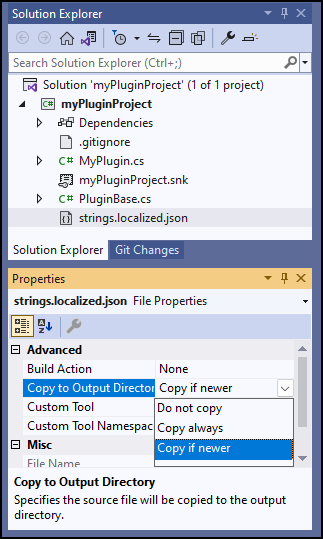 Solution Explorer
Search Solution Explorer (Ctrl+;)
Solution 'myPluginProject' (1 of 1 project)
myPluginProject
Dependencies
.gitignore
C# MyPlugin.cs
myPluginProject.snk
C# PluginBase.cs
strings.localized.json
Solution Explorer Git Changes
Properties
strings.localized.json File Properties
Advanced
Build Action None
Copy to Output Director Copy if newer
Custom Tool Do not copy
Custom Tool Namespac Copy always
Misc Copy if newer
File Name
Copy to Output Directory
Specifies the source file will be copied to the output
directory.